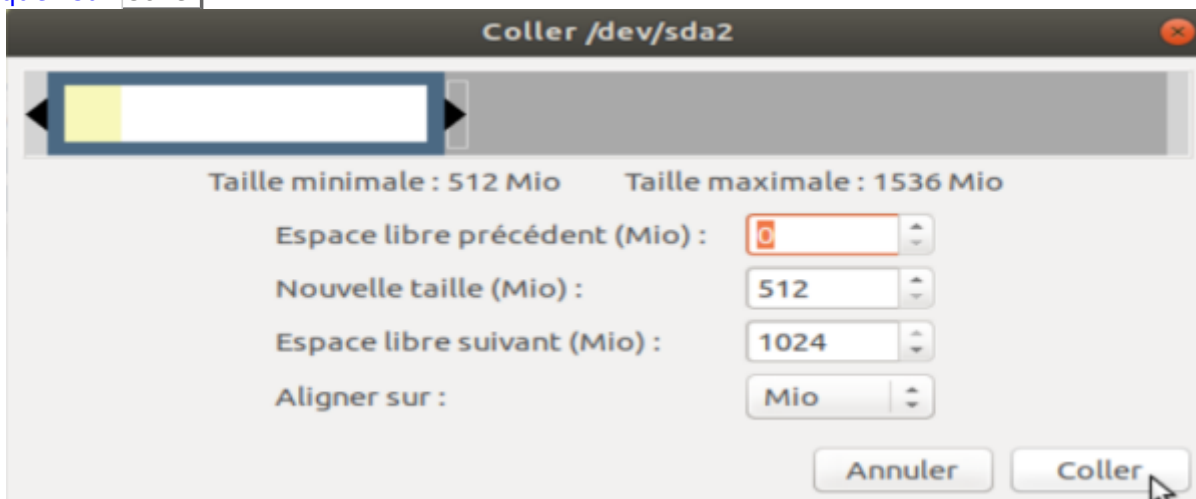 Coller /dev/sda2
Taille minimale : 512 Mio Taille maximale : 1536 Mio
Espace libre précédent (Mio) : 0
Nouvelle taille (Mio) : 512
Espace libre suivant (Mio) : 1024
Aligner sur : Mio
Annuler Coller